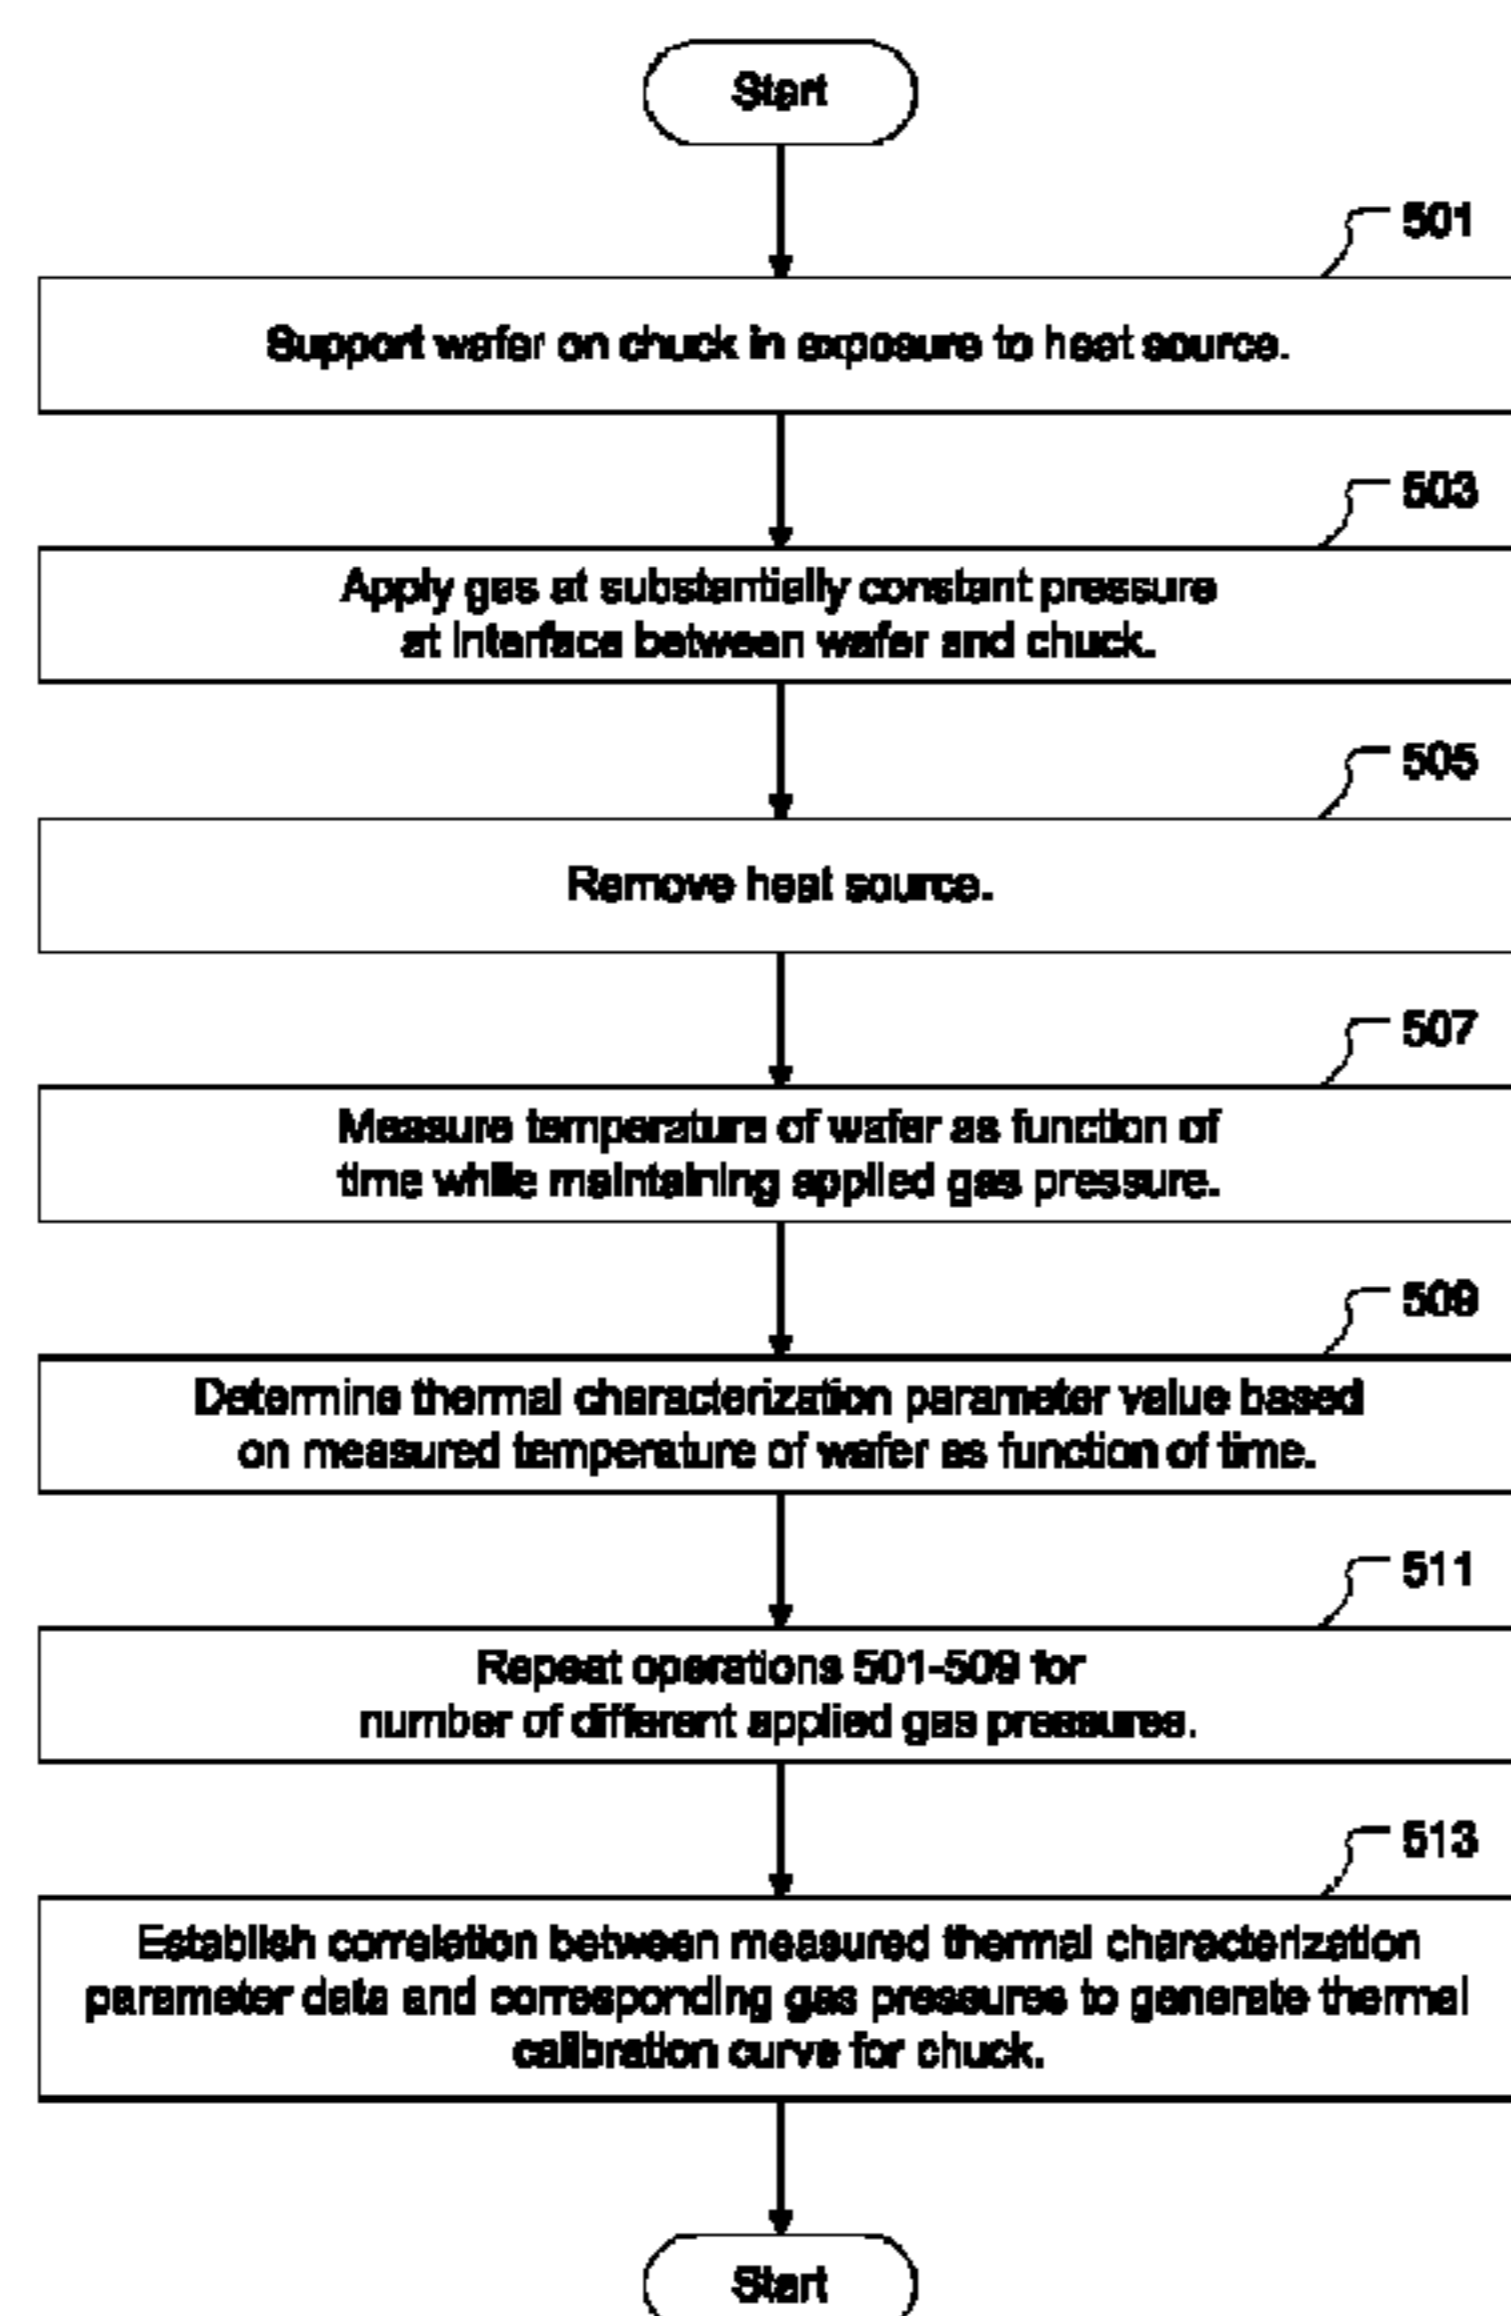 Start
501
Support wafer on chuck in exposure to heat source.
503
Apply gas at substantially constant pressure
at interface between wafer and chuck.
505
Remove heat source.
507
Measure temperature of wafer as function of
time while maintaining applied gas pressure.
509
Determine thermal characterization parameter value based
on measured temperature of wafer as function of time.
511
Repeat operations 501-509 for
number of different applied gas pressures.
513
Establish correlation between measured thermal characterization
parameter data and corresponding gas pressures to generate thermal
calibration curve for chuck.
Start